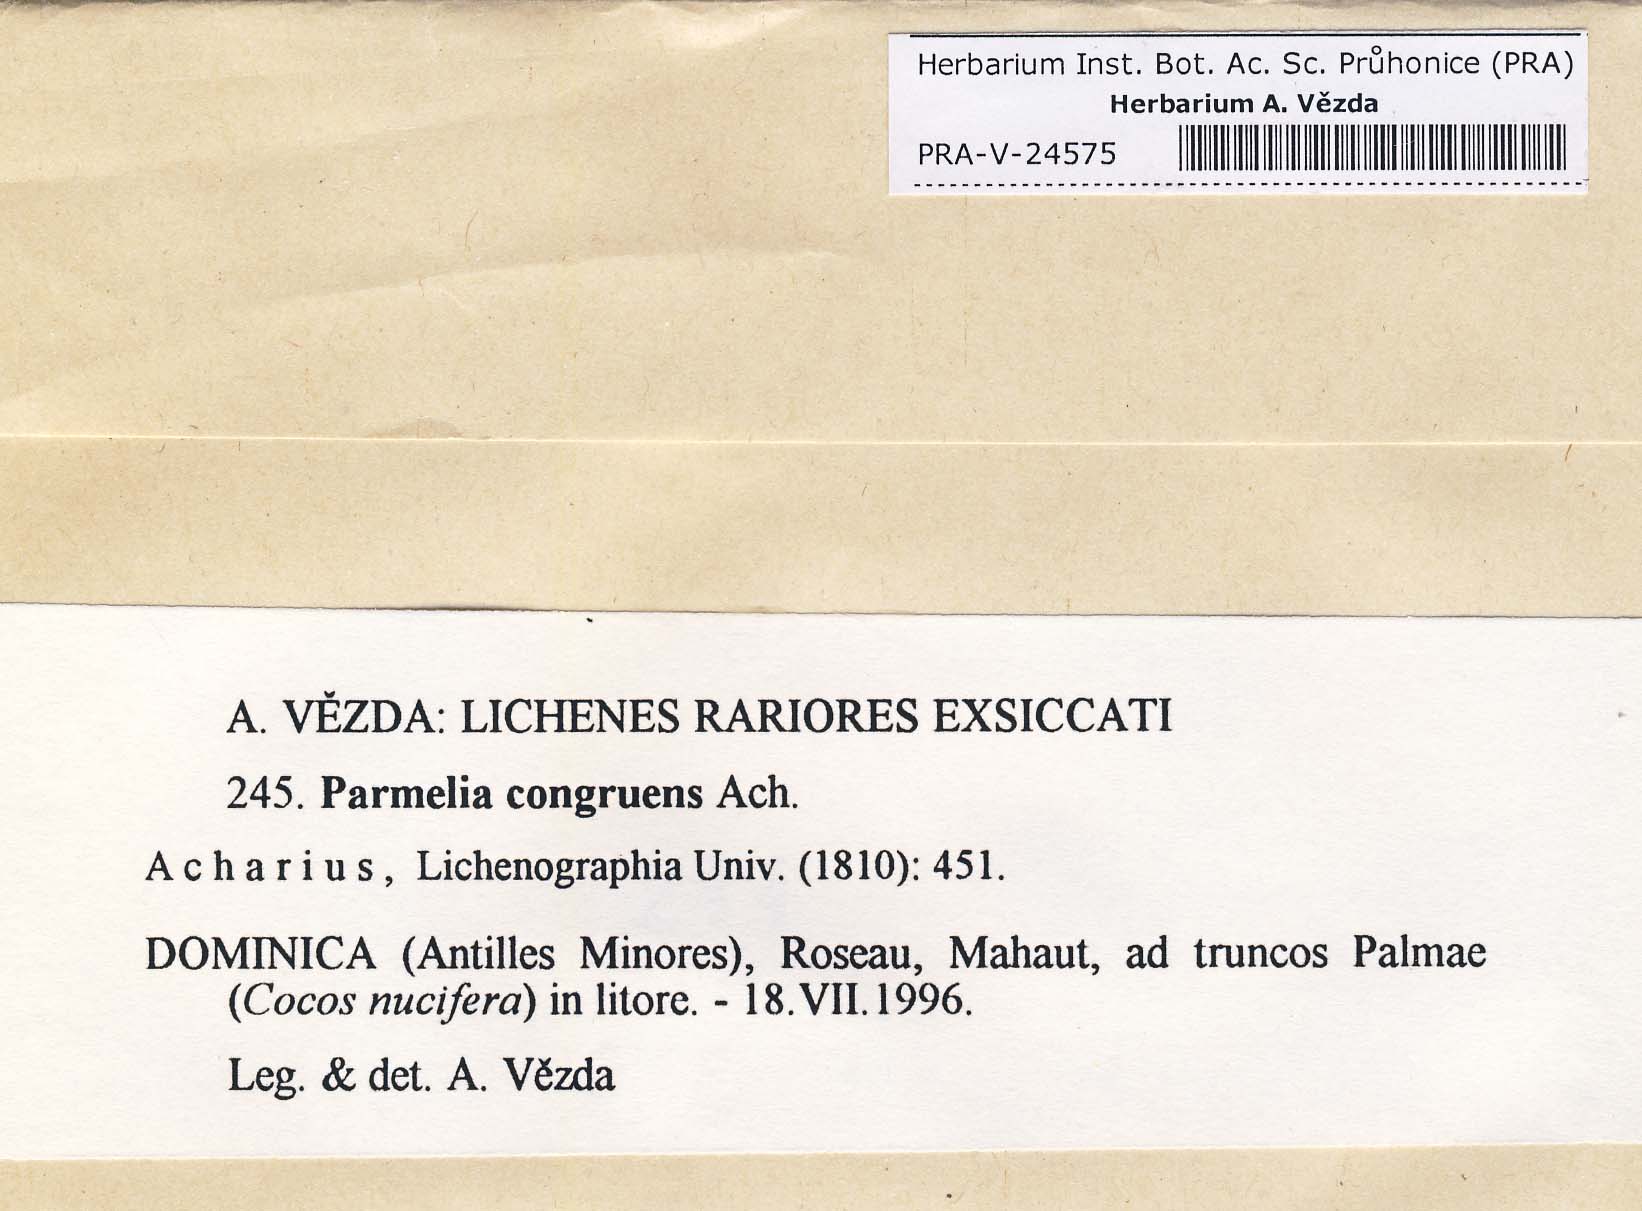 Herbarium Inst. Bot. Ac. Sc. Průhonice (PRA)
Herbarium A. Vězda
PRA-V-24575
A. VĚZDA: LICHENES RARIORES EXSICCATI
245. Parmelia congruens Ach.
Acharius, Lichenographia Univ. (1810): 451.
DOMINICA (Antilles Minores), Roseau, Mahaut, ad truncos Palmae
(Cocos nucifera) in litore. - 18.VII.1996.
Leg. & det. A. Vězda